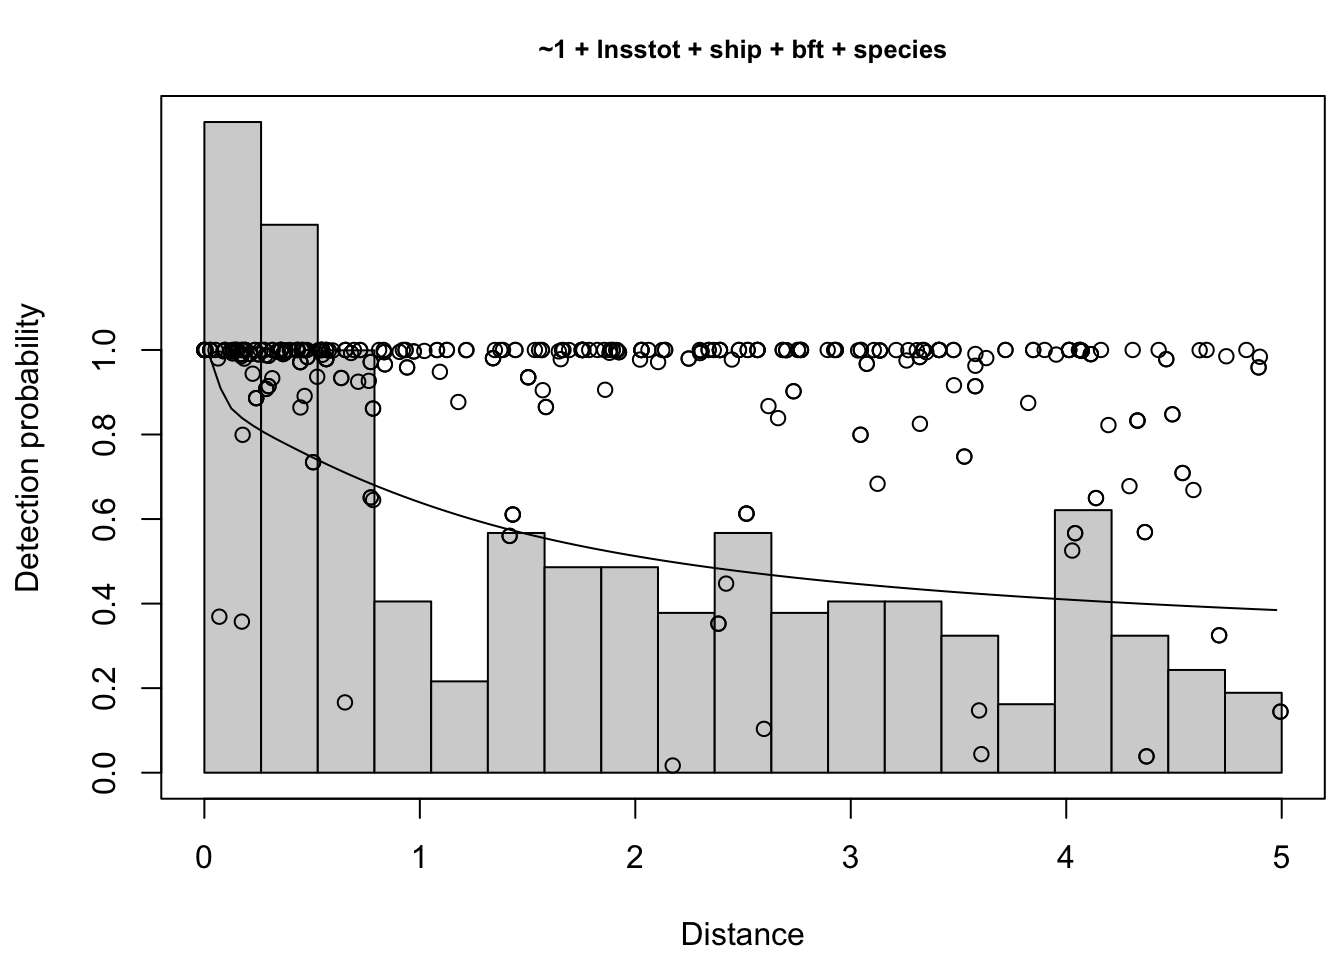 ~1 + lnsstot + ship + bft + species
Detection probability
1.0
0.8
0.6
0.4
0.2
0.0
0 1 2 3 4 5
Distance